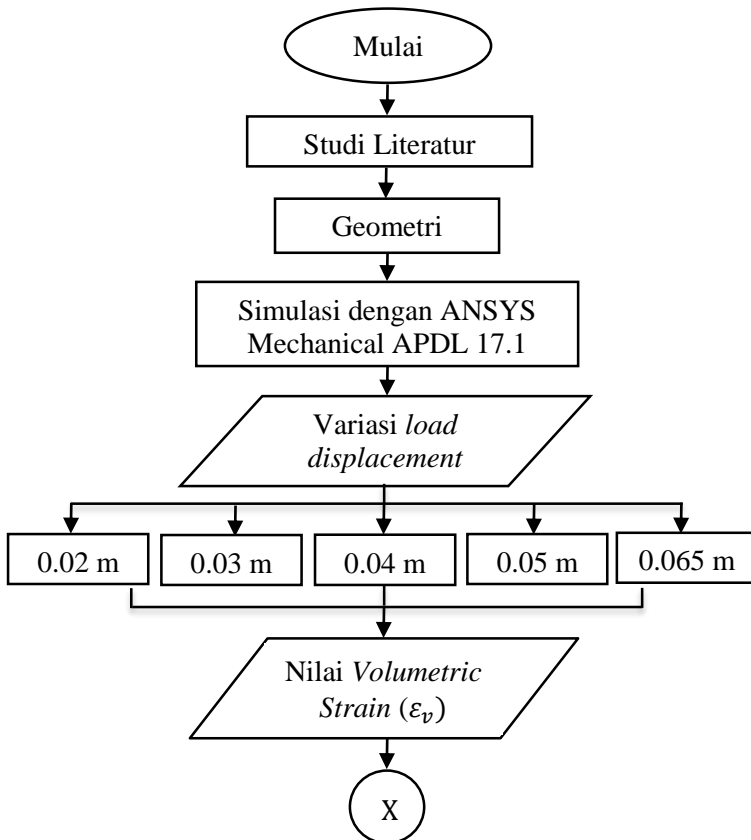 Mulai
Studi Literatur
Geometri
Simulasi dengan ANSYS
Mechanical APDL 17.1
Variasi load
displacement
0.02 m
0.03 m
0.04 m
0.05 m
0.065 m
Nilai Volumetric
Strain (εᵥ)
X